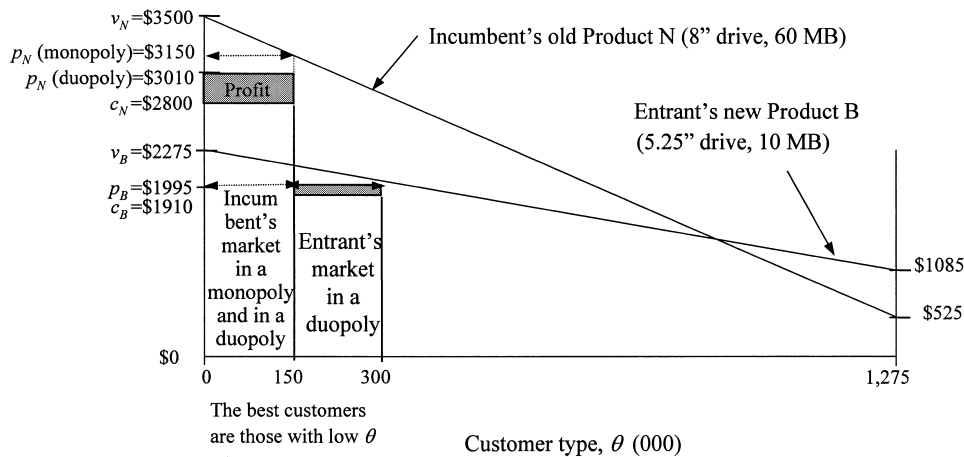 v_N=$3500
p_N (monopoly)=$3150
p_N (duopoly)=$3010
c_N=$2800
Profit
Incumbent's old Product N (8” drive, 60 MB)
Entrant's new Product B
(5.25” drive, 10 MB)
v_B=$2275
p_B=$1995
c_B=$1910
Incum
bent's
market
in a
monopoly
and in a
duopoly
Entrant's
market
in a
duopoly
$1085
$525
$0
0 150 300 1,275
The best customers
are those with low θ
Customer type, θ (000)